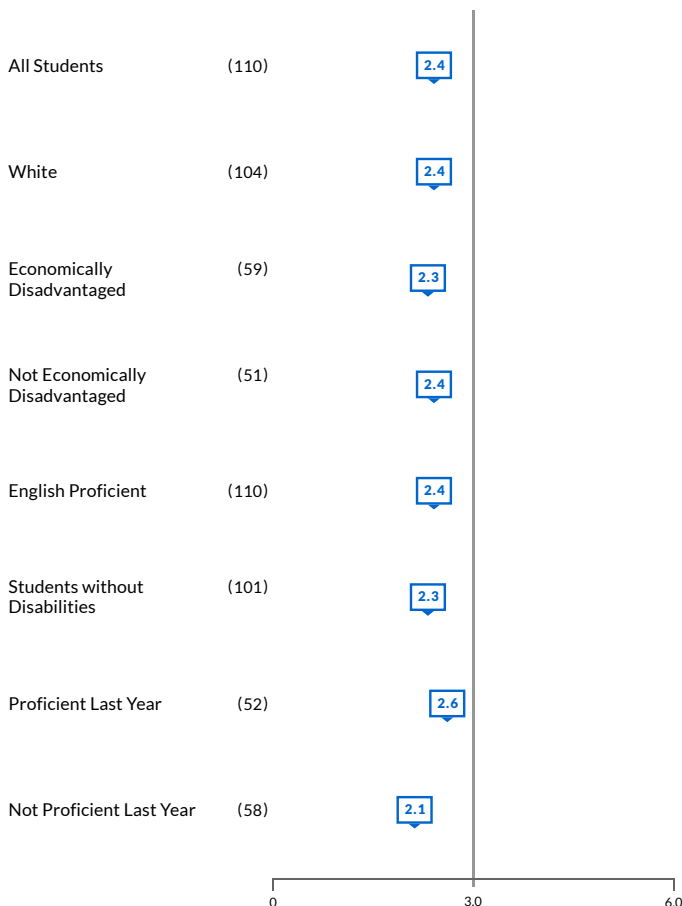 All Students (110) 2.4
White (104) 2.4
Economically (59) 2.3
Disadvantaged
Not Economically (51) 2.4
Disadvantaged
English Proficient (110) 2.4
Students without (101) 2.3
Disabilities
Proficient Last Year (52) 2.6
Not Proficient Last Year (58) 2.1
0 3.0 6.0